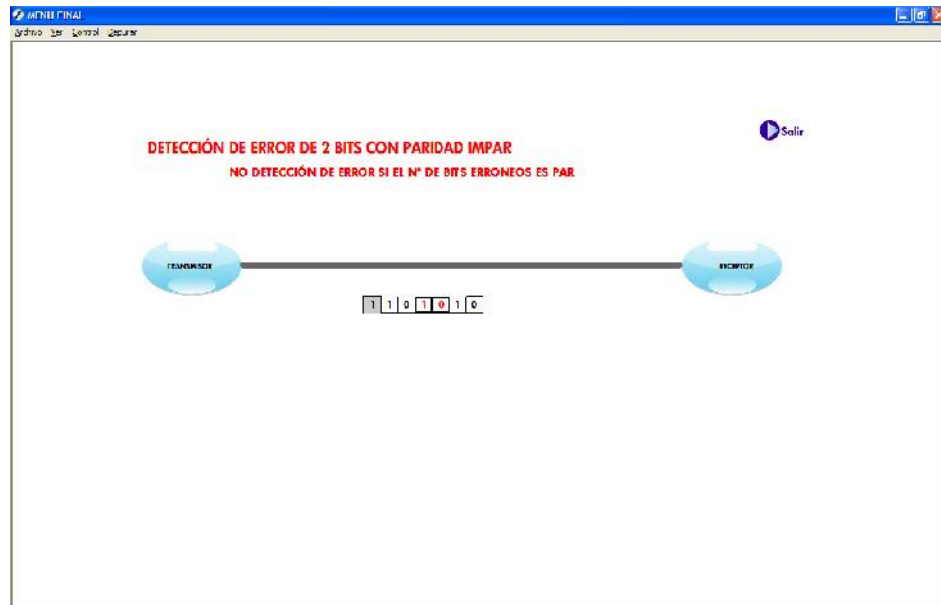 MENU FINAL
Archivo Ver Control Depurar
Salir
DETECCIÓN DE ERROR DE 2 BITS CON PARIDAD IMPAR
NO DETECCIÓN DE ERROR SI EL Nº DE BITS ERRONEOS ES PAR
TRANSMISOR
RECEPTOR
1 1 0 1 0 1 0